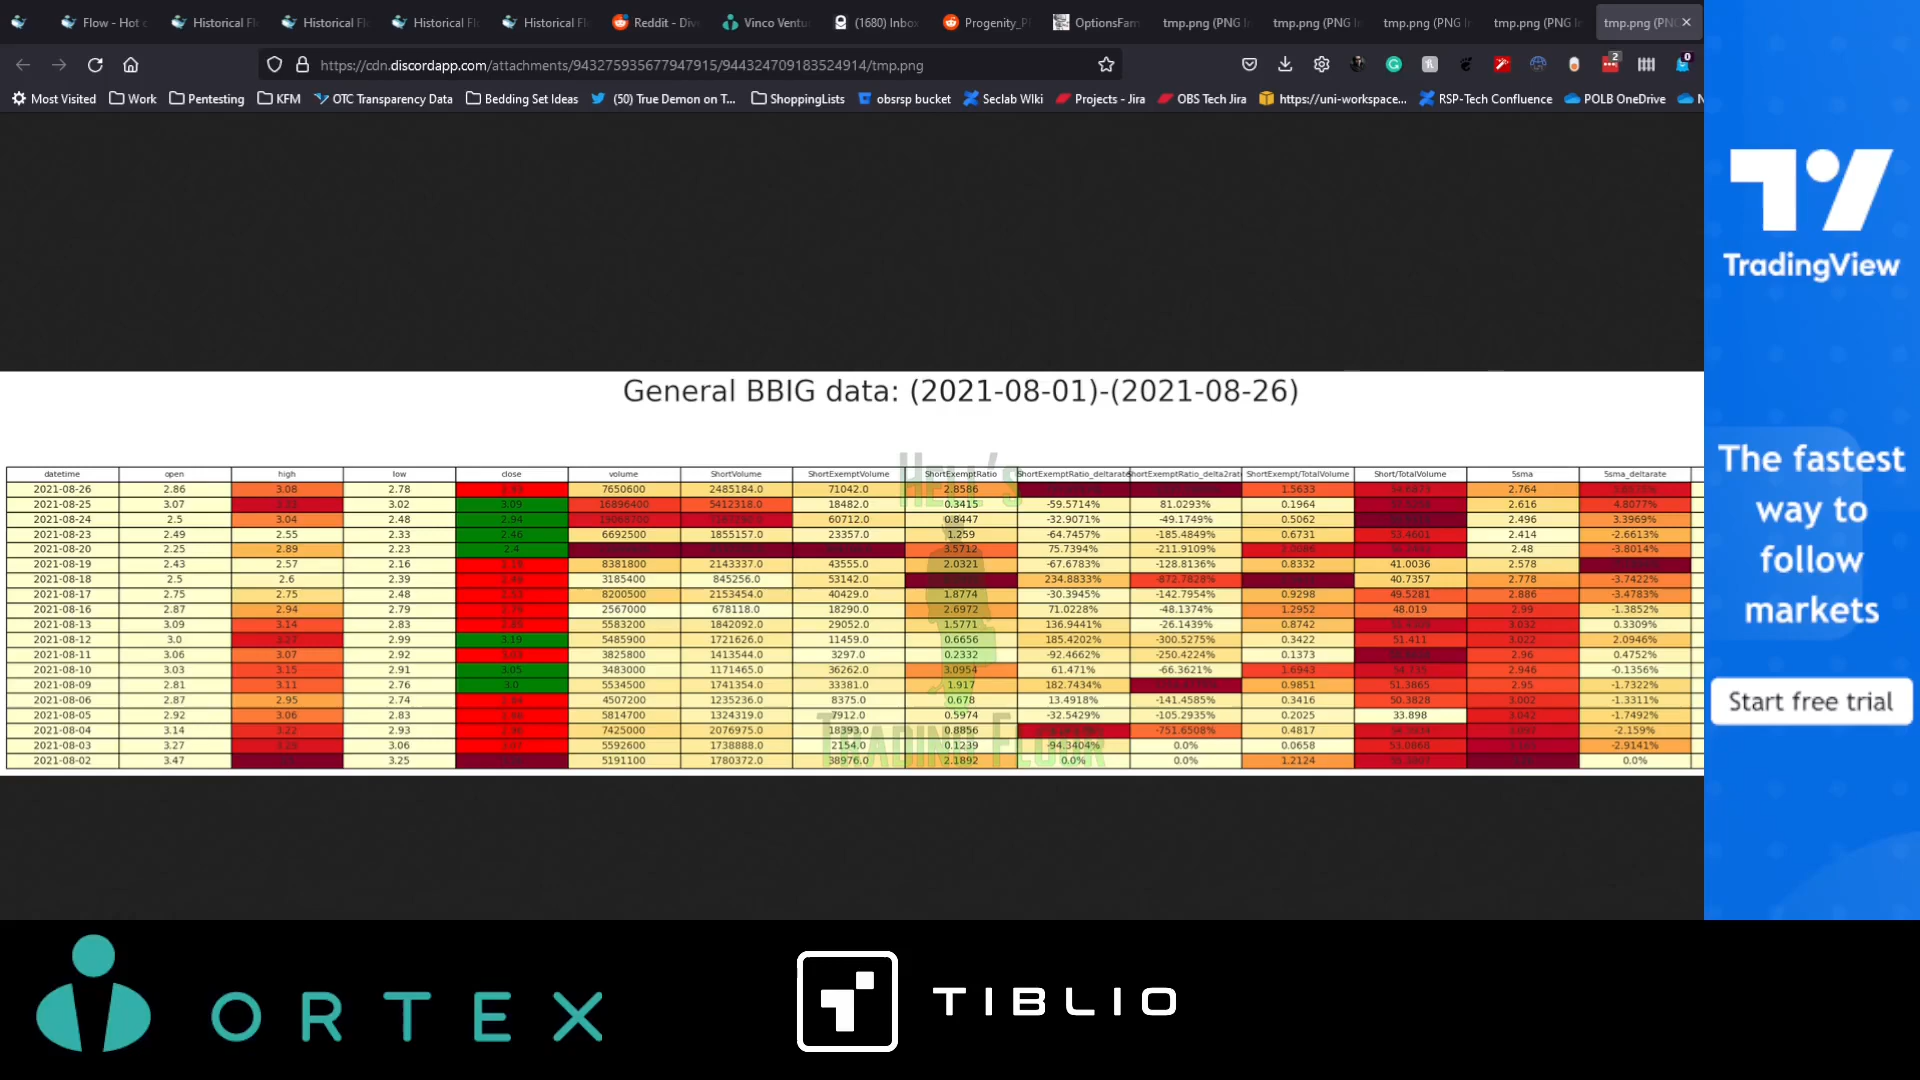 Flow - Hot
Historical Fl
Historical Fl
Historical Fl
Historical Fl
Reddit - Dive
Vinco Ventu
(1680) Inbox
Progenity_P
OptionsFam
tmp.png (PNG I
tmp.png (PNG I
tmp.png (PNG I
tmp.png (PNG I
tmp.png (PNG
https://cdn.discordapp.com/attachments/943275935677947915/944324709183524914/tmp.png
2
0
Most Visited Work Pentesting KFM OTC Transparency Data Bedding Set Ideas (50) True Demon on T... ShoppingLists obsrsp bucket Seclab WIki Projects - Jira OBS Tech Jira https://uni-workspace... RSP-Tech Confluence POLB OneDrive N
General BBIG data: (2021-08-01)-(2021-08-26)
HELL'S
TRADING FLOOR
datetime open high low close volume ShortVolume ShortExemptVolume ShortExemptRatio ShortExemptRatio_deltarate ShortExemptRatio_delta2rate ShortExempt/TotalVolume Short/TotalVolume 5sma 5sma_deltarate
2021-08-26 2.86 3.08 2.78 7650600 2485184.0 71042.0 2.8586 1.5633 2.764
2021-08-25 3.07 3.02 3.09 16896400 5412318.0 18482.0 0.3415 -59.5714% 81.0293% 0.1964 2.616 4.8077%
2021-08-24 2.5 3.04 2.48 2.94 60712.0 0.8447 -32.9071% -49.1749% 0.5062 2.496 3.3969%
2021-08-23 2.49 2.55 2.33 2.46 6692500 1855157.0 23357.0 1.259 -64.7457% -185.4849% 0.6731 53.4601 2.414 -2.6613%
2021-08-20 2.25 2.89 2.23 2.4 3.5712 75.7394% -211.9109% 2.0086 2.48 -3.8014%
2021-08-19 2.43 2.57 2.16 8381800 2143337.0 43555.0 2.0321 -67.6783% -128.8136% 0.8332 41.0036 2.578
2021-08-18 2.5 2.6 2.39 3185400 845256.0 53142.0 234.8833% -872.7828% 40.7357 2.778 -3.7422%
2021-08-17 2.75 2.75 2.48 8200500 2153454.0 40429.0 1.8774 -30.3945% -142.7954% 0.9298 49.5281 2.886 -3.4783%
2021-08-16 2.87 2.94 2.79 2567000 678118.0 18290.0 2.6972 71.0228% -48.1374% 1.2952 48.019 2.99 -1.3852%
2021-08-13 3.09 3.14 2.83 5583200 1842092.0 29052.0 1.5771 136.9441% -26.1439% 0.8742 3.032 0.3309%
2021-08-12 3.0 3.27 2.99 3.19 5485900 1721626.0 11459.0 0.6656 185.4202% -300.5275% 0.3422 51.411 3.022 2.0946%
2021-08-11 3.06 3.07 2.92 3825800 1413544.0 3297.0 0.2332 -92.4662% -250.4224% 0.1373 2.96 0.4752%
2021-08-10 3.03 3.15 2.91 3.05 3483000 1171465.0 36262.0 3.0954 61.471% -66.3621% 1.6943 54.735 2.946 -0.1356%
2021-08-09 2.81 3.11 2.76 3.0 5534500 1741354.0 33381.0 1.917 182.7434% 0.9851 51.3865 2.95 -1.7322%
2021-08-06 2.87 2.95 2.74 4507200 1235236.0 8375.0 0.678 13.4918% -141.4585% 0.3416 50.3828 3.002 -1.3311%
2021-08-05 2.92 3.06 2.83 5814700 1324319.0 7912.0 0.5974 -32.5429% -105.2935% 0.2025 33.898 3.042 -1.7492%
2021-08-04 3.14 3.22 2.93 7425000 2076975.0 18393.0 0.8856 -751.6508% 0.4817 -2.159%
2021-08-03 3.27 3.06 5592600 1738888.0 2154.0 0.1239 -94.3404% 0.0% 0.0658 53.0868 -2.9141%
2021-08-02 3.47 3.25 5191100 1780372.0 38976.0 2.1892 0.0% 0.0% 1.2124 0.0%
TradingView
The fastest
way to
follow
markets
Start free trial
ORTEX
TIBLIO